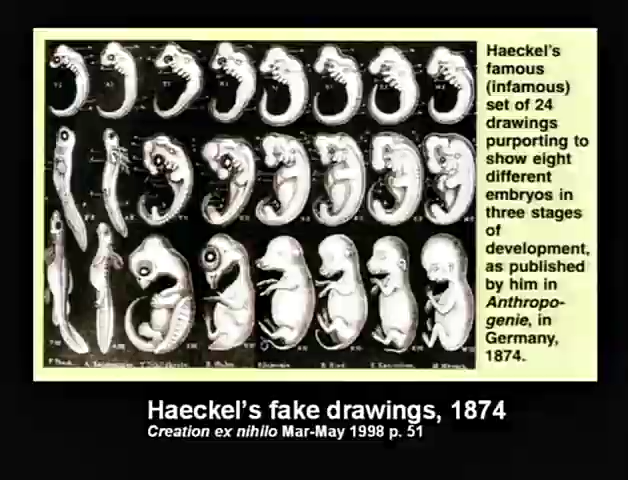 Haeckel's
famous
(infamous)
set of 24
drawings
purporting to
show eight
different
embryos in
three stages
of
development,
as published
by him in
Anthropo-
genie, in
Germany,
1874.
Haeckel's fake drawings, 1874
Creation ex nihilo Mar-May 1998 p. 51